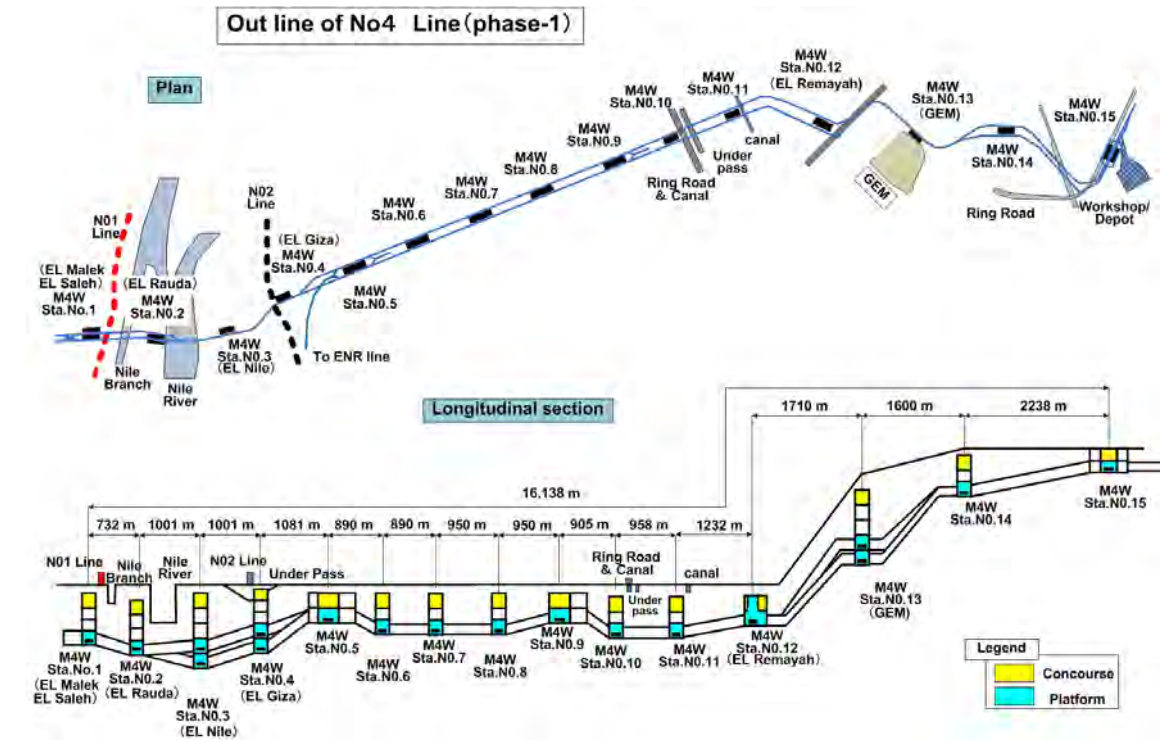 Out line of No4 Line(phase-1)
Plan
N01
Line
(EL Malek
EL Saleh)
M4W
Sta.No.1
(EL Rauda)
M4W
Sta.N0.2
Nile
Branch
Nile
River
M4W
Sta.N0.3
(EL Nile)
N02
Line
(EL Giza)
M4W
Sta.N0.4
To ENR line
M4W
Sta.N0.5
M4W
Sta.N0.6
M4W
Sta.N0.7
M4W
Sta.N0.8
M4W
Sta.N0.9
M4W
Sta.N0.10
Ring Road
& Canal
Under
pass
M4W
Sta.N0.11
canal
M4W
Sta.N0.12
(EL Remayah)
GEM
M4W
Sta.N0.13
(GEM)
M4W
Sta.N0.14
Ring Road
M4W
Sta.N0.15
Workshop/
Depot
Longitudinal section
1710 m
1600 m
2238 m
16.138 m
732 m
1001 m
1001 m
1081 m
890 m
890 m
950 m
950 m
905 m
958 m
1232 m
N01 Line
Nile
Branch
Nile
River
N02 Line
Under Pass
Ring Road
& Canal
Under
pass
canal
M4W
Sta.No.1
(EL Malek
EL Saleh)
M4W
Sta.N0.2
(EL Rauda)
M4W
Sta.N0.3
(EL Nile)
M4W
Sta.N0.4
(EL Giza)
M4W
Sta.N0.5
M4W
Sta.N0.6
M4W
Sta.N0.7
M4W
Sta.N0.8
M4W
Sta.N0.9
M4W
Sta.N0.10
M4W
Sta.N0.11
M4W
Sta.N0.12
(EL Remayah)
M4W
Sta.N0.13
(GEM)
M4W
Sta.N0.14
M4W
Sta.N0.15
Legend
Concourse
Platform